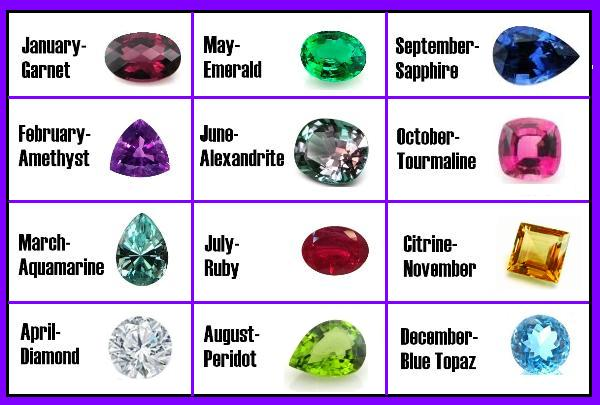 January-
Garnet
May-
Emerald
September-
Sapphire
February-
Amethyst
June-
Alexandrite
October-
Tourmaline
March-
Aquamarine
July-
Ruby
Citrine-
November
April-
Diamond
August-
Peridot
December-
Blue Topaz